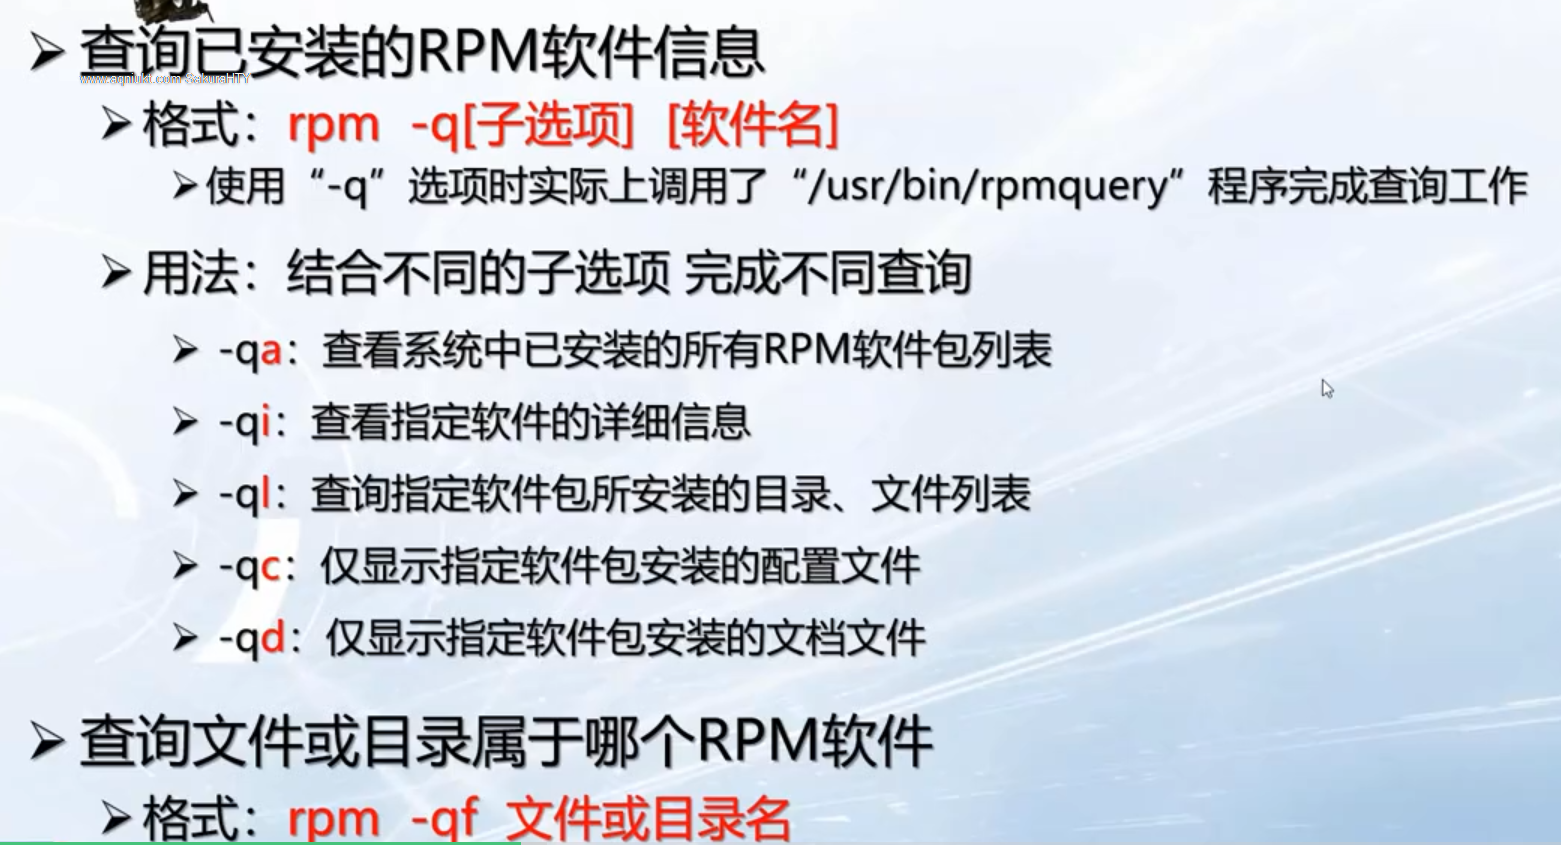 查询已安装的RPM软件信息
格式：rpm -q[子选项] [软件名]
使用“-q”选项时实际上调用了“/usr/bin/rpmquery”程序完成查询工作
用法：结合不同的子选项 完成不同查询
-qa：查看系统中已安装的所有RPM软件包列表
-qi：查看指定软件的详细信息
-ql：查询指定软件包所安装的目录、文件列表
-qc：仅显示指定软件包安装的配置文件
-qd：仅显示指定软件包安装的文档文件
查询文件或目录属于哪个RPM软件
格式：rpm -qf 文件或目录名